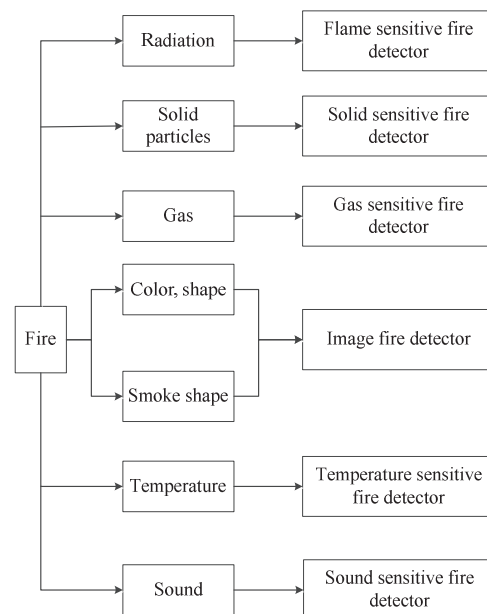 Radiation
Flame sensitive fire
detector
Solid
particles
Solid sensitive fire
detector
Gas
Gas sensitive fire
detector
Color, shape
Fire
Image fire detector
Smoke shape
Temperature
Temperature sensitive
fire detector
Sound
Sound sensitive fire
detector